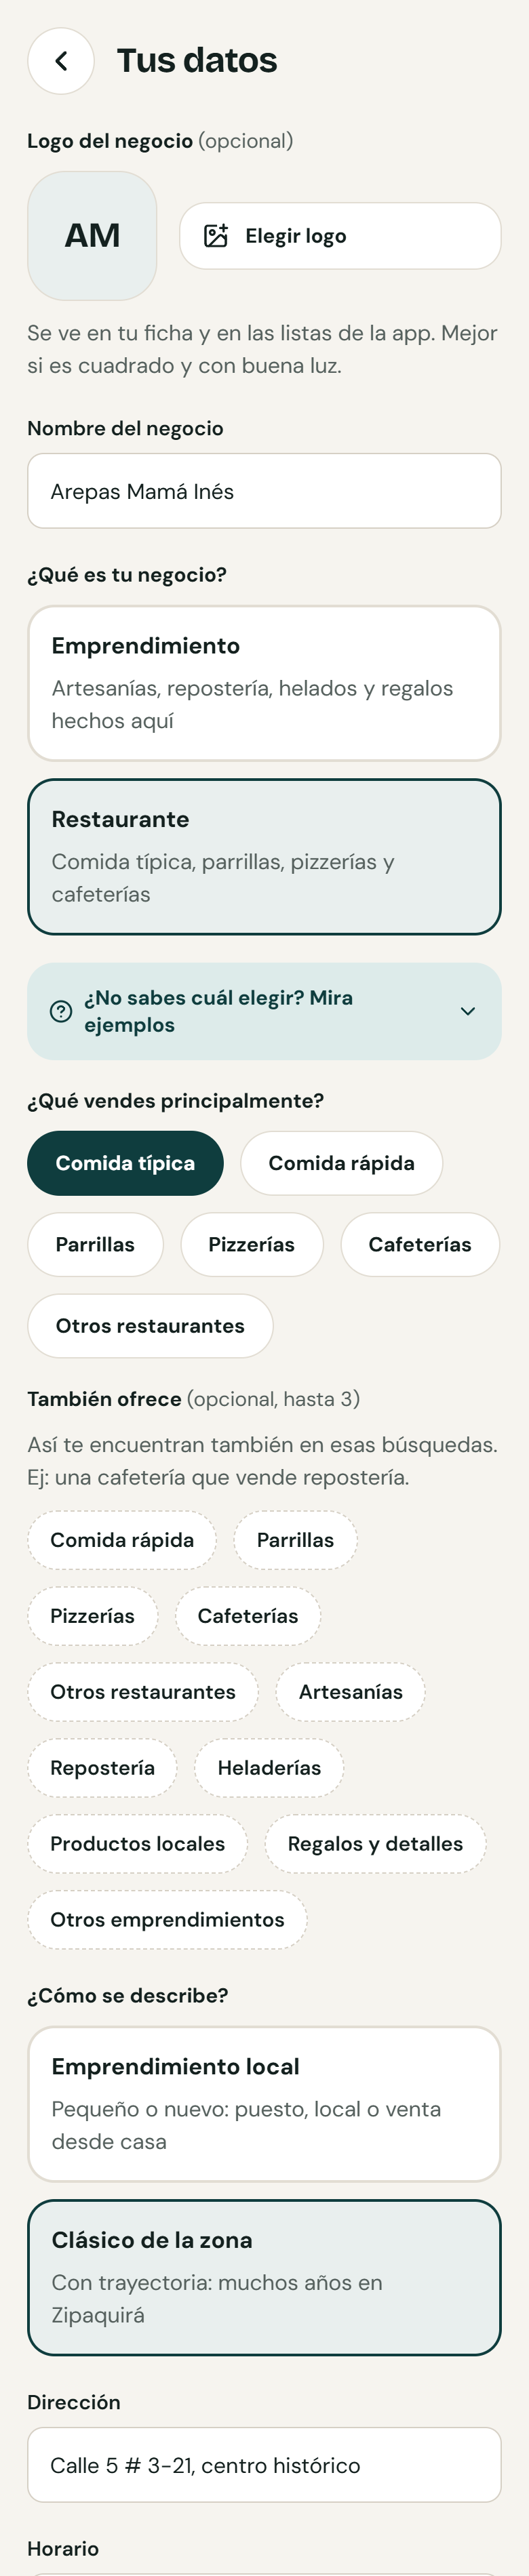 Tus datos
Logo del negocio (opcional)
AM
Elegir logo
Se ve en tu ficha y en las listas de la app. Mejor
si es cuadrado y con buena luz.
Nombre del negocio
Arepas Mamá Inés
¿Qué es tu negocio?
Emprendimiento
Artesanías, repostería, helados y regalos
hechos aquí
Restaurante
Comida típica, parrillas, pizzerías y
cafeterías
¿No sabes cuál elegir? Mira
ejemplos
¿Qué vendes principalmente?
Comida típica Comida rápida
Parrillas Pizzerías Cafeterías
Otros restaurantes
También ofrece (opcional, hasta 3)
Así te encuentran también en esas búsquedas.
Ej: una cafetería que vende repostería.
Comida rápida Parrillas
Pizzerías Cafeterías
Otros restaurantes Artesanías
Repostería Heladerías
Productos locales Regalos y detalles
Otros emprendimientos
¿Cómo se describe?
Emprendimiento local
Pequeño o nuevo: puesto, local o venta
desde casa
Clásico de la zona
Con trayectoria: muchos años en
Zipaquirá
Dirección
Calle 5 # 3-21, centro histórico
Horario